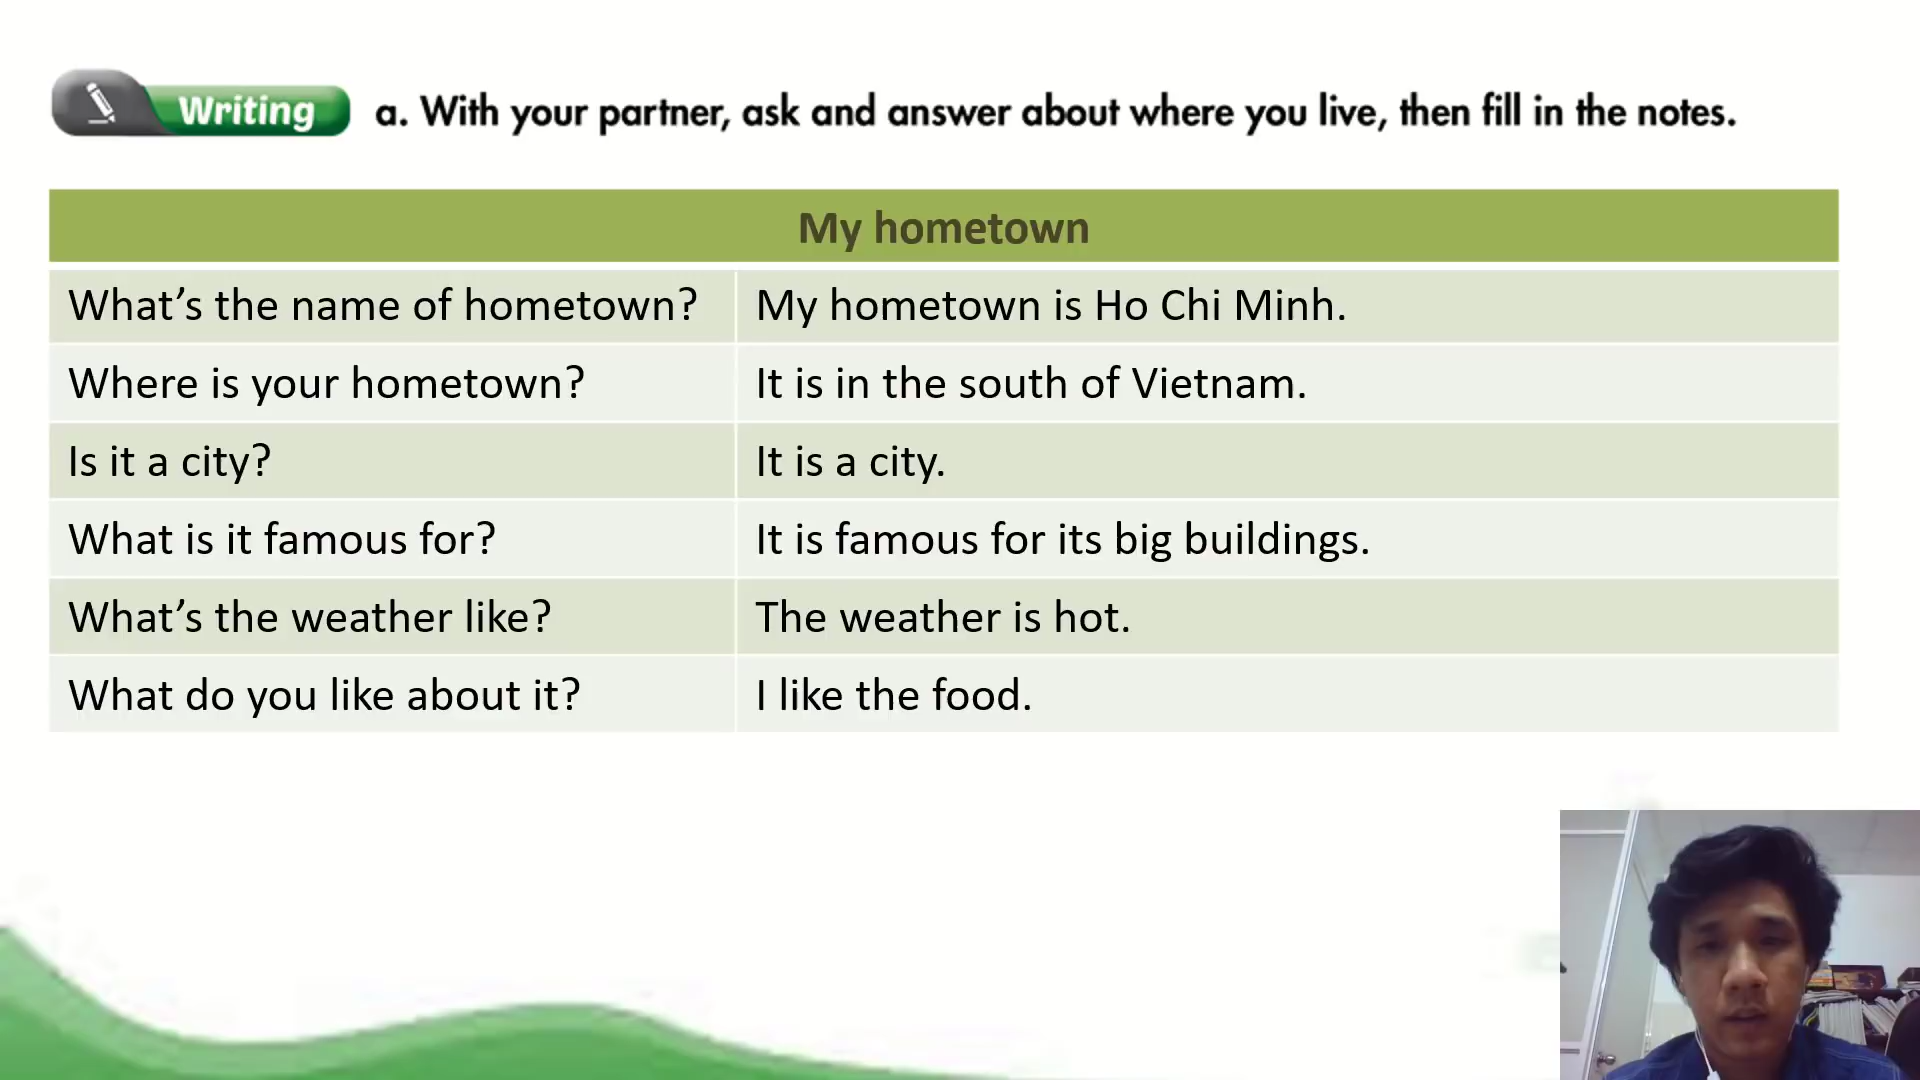 Writing a. With your partner, ask and answer about where you live, then fill in the notes.
My hometown
What's the name of hometown? My hometown is Ho Chi Minh.
Where is your hometown? It is in the south of Vietnam.
Is it a city? It is a city.
What is it famous for? It is famous for its big buildings.
What's the weather like? The weather is hot.
What do you like about it? I like the food.